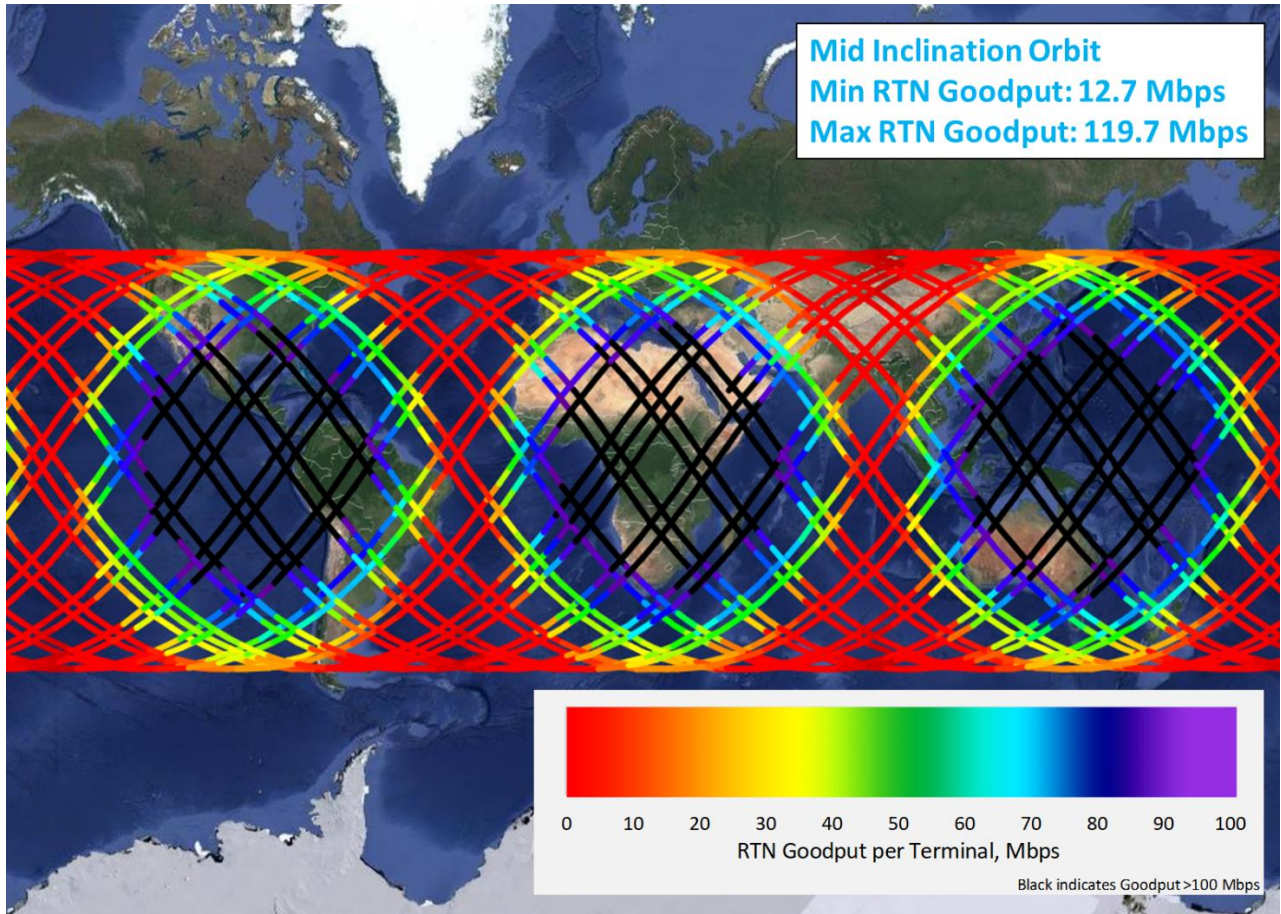 Mid Inclination Orbit
Min RTN Goodput: 12.7 Mbps
Max RTN Goodput: 119.7 Mbps
0 10 20 30 40 50 60 70 80 90 100
RTN Goodput per Terminal, Mbps
Black indicates Goodput >100 Mbps